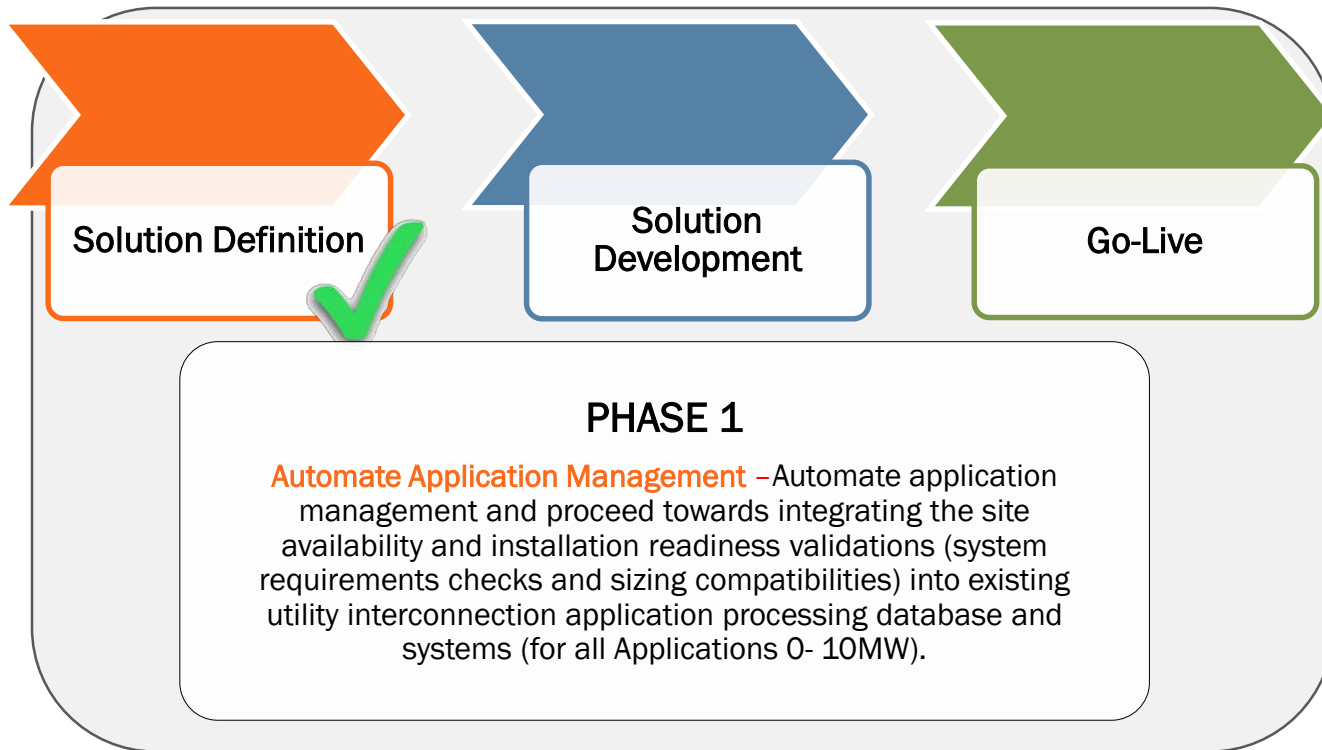 Solution Definition
Solution
Development
Go-Live
PHASE 1
Automate Application Management –Automate application
management and proceed towards integrating the site
availability and installation readiness validations (system
requirements checks and sizing compatibilities) into existing
utility interconnection application processing database and
systems (for all Applications 0- 10MW).